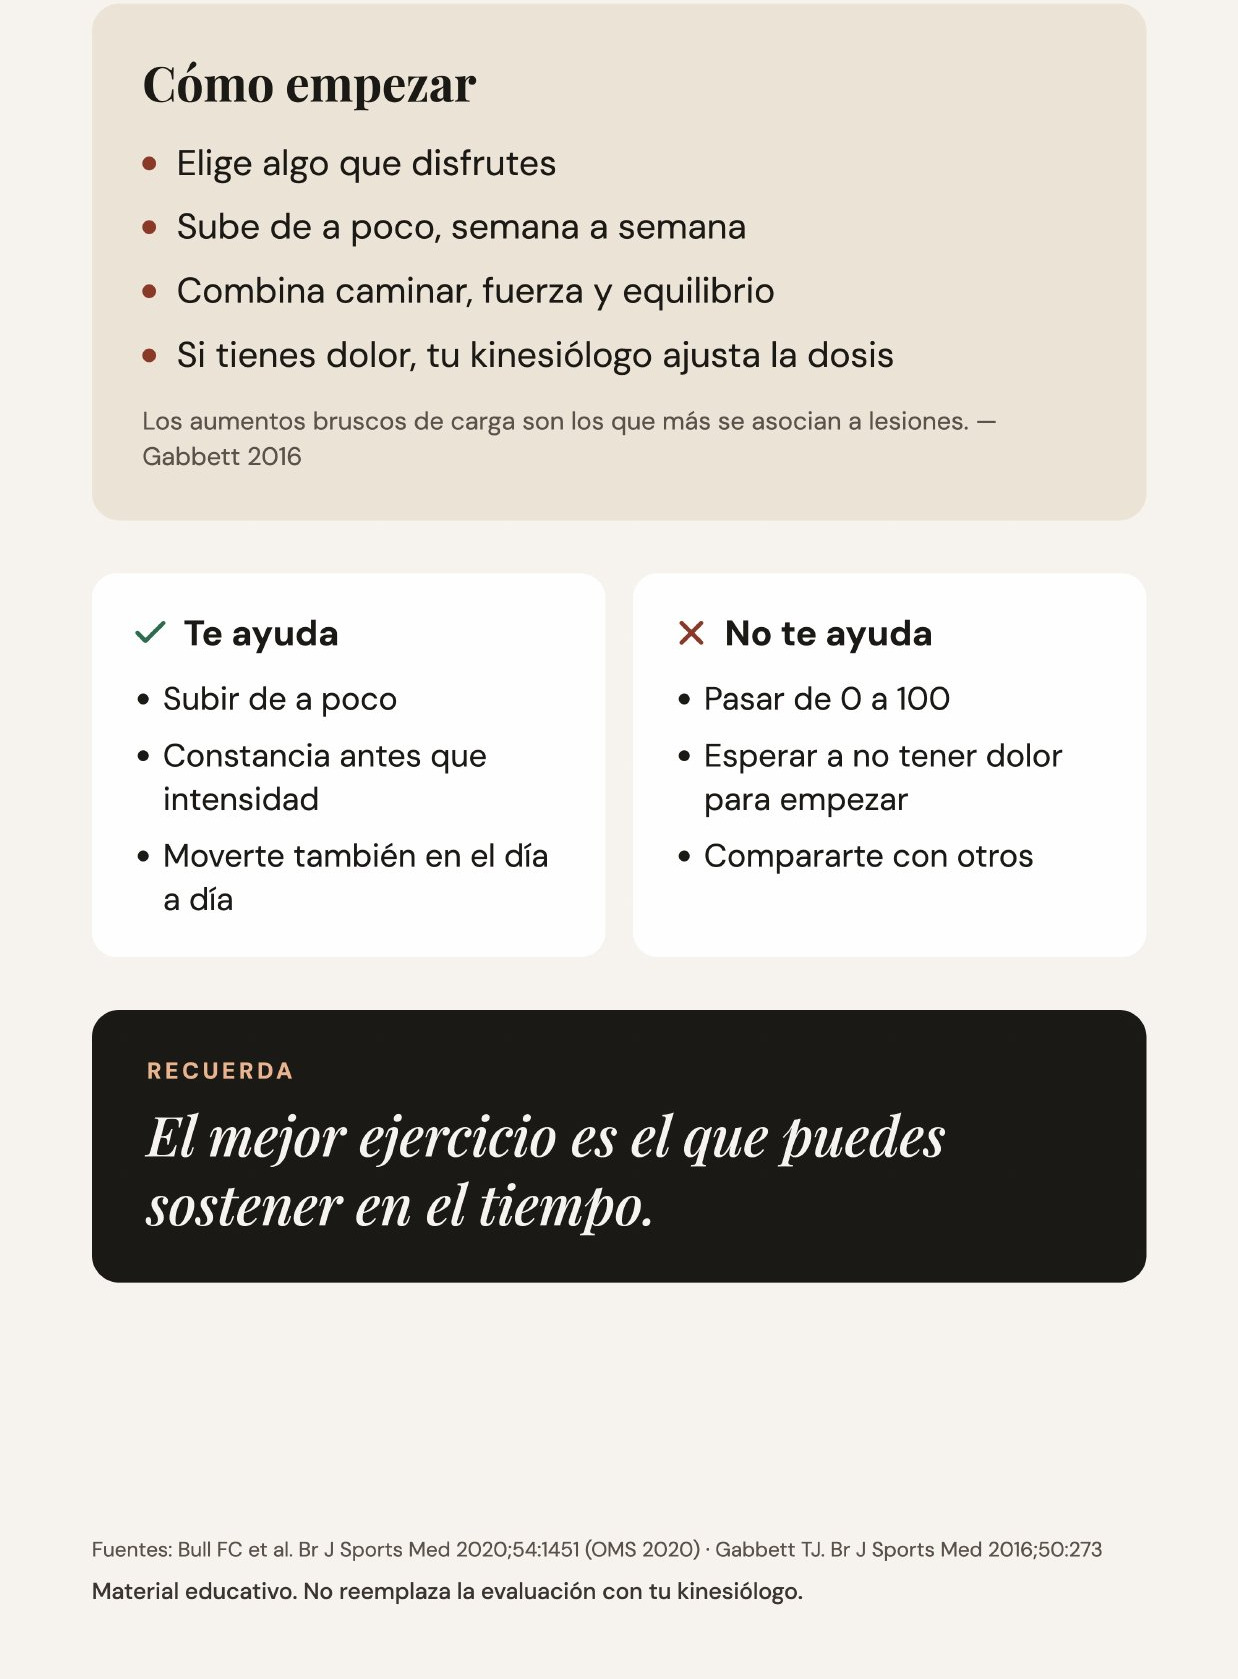 Cómo empezar
• Elige algo que disfrutes
• Sube de a poco, semana a semana
• Combina caminar, fuerza y equilibrio
• Si tienes dolor, tu kinesiólogo ajusta la dosis
Los aumentos bruscos de carga son los que más se asocian a lesiones. —
Gabbett 2016
✓ Te ayuda
• Subir de a poco
• Constancia antes que
intensidad
• Moverte también en el día
a día
✕ No te ayuda
• Pasar de 0 a 100
• Esperar a no tener dolor
para empezar
• Compararte con otros
RECUERDA
El mejor ejercicio es el que puedes
sostener en el tiempo.
Fuentes: Bull FC et al. Br J Sports Med 2020;54:1451 (OMS 2020) · Gabbett TJ. Br J Sports Med 2016;50:273
Material educativo. No reemplaza la evaluación con tu kinesiólogo.